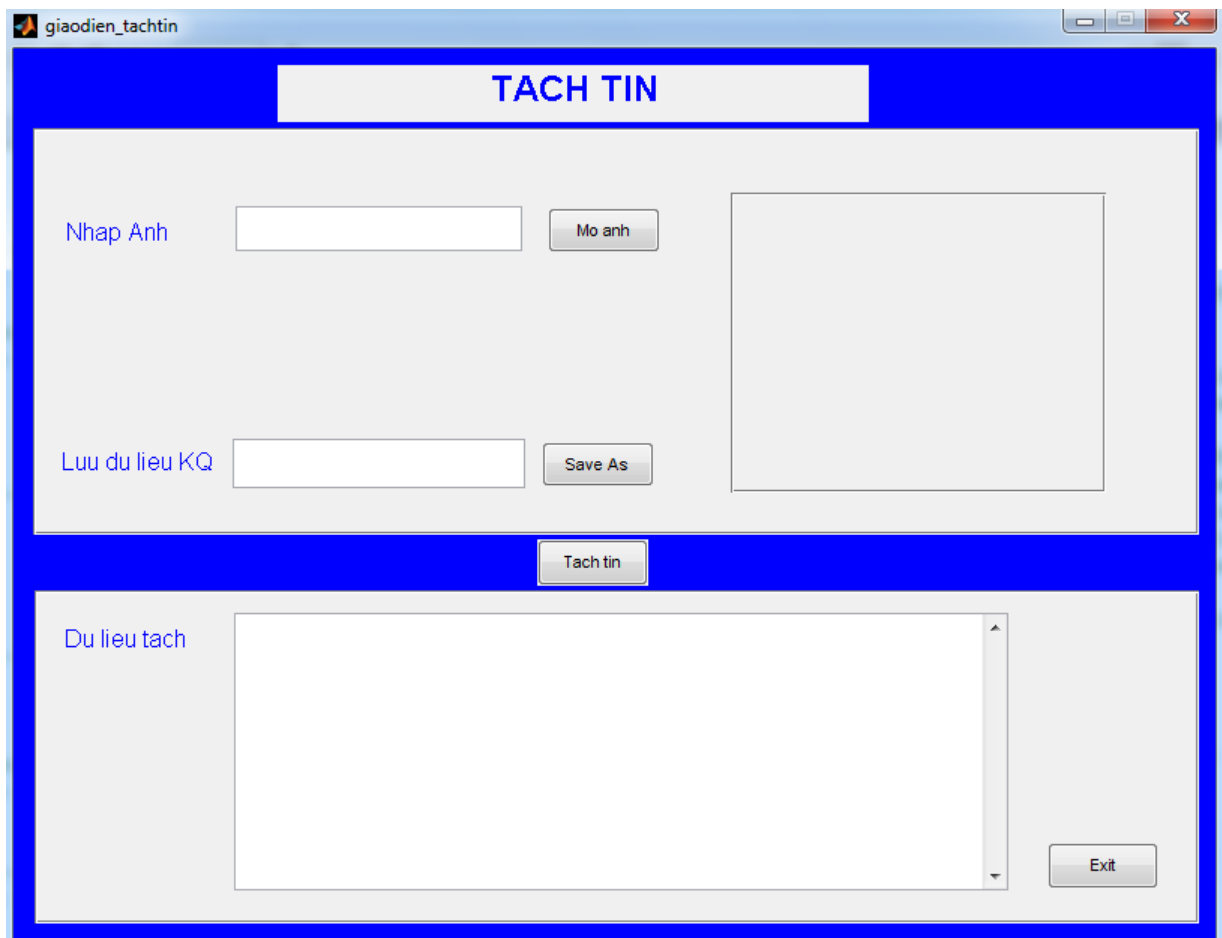 giaodien_tachtin
TACH TIN
Nhap Anh
Mo anh
Luu du lieu KQ
Save As
Tach tin
Du lieu tach
Exit